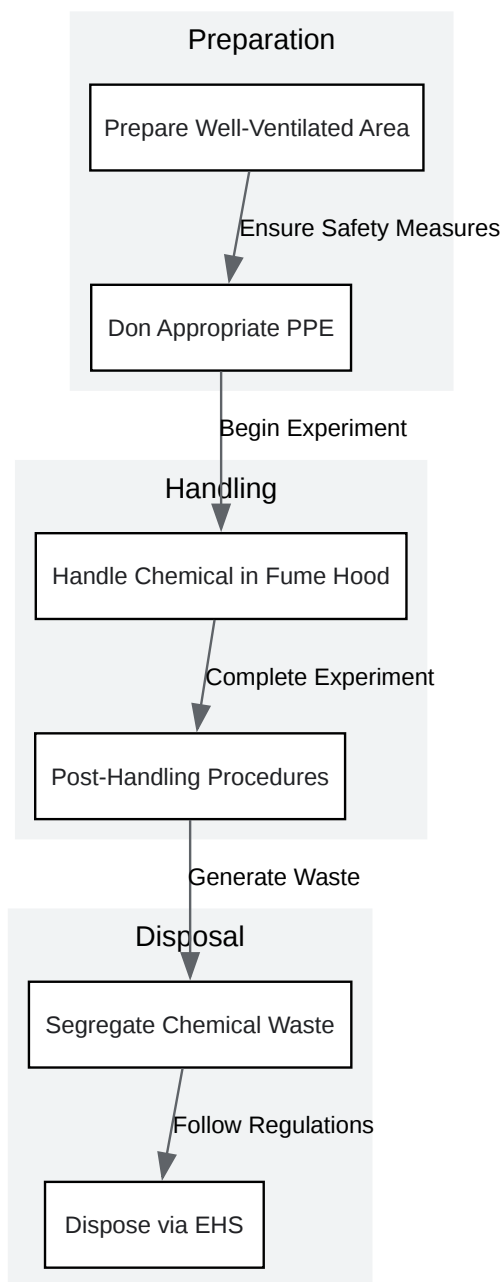 Preparation
Prepare Well-Ventilated Area
Ensure Safety Measures
Don Appropriate PPE
Begin Experiment
Handling
Handle Chemical in Fume Hood
Complete Experiment
Post-Handling Procedures
Generate Waste
Disposal
Segregate Chemical Waste
Follow Regulations
Dispose via EHS